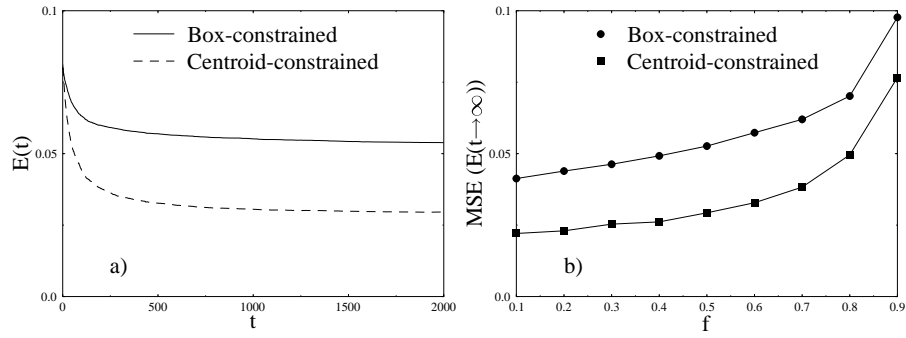 0.1
Box-constrained
Centroid-constrained
E(t)
0.05
a)
0.0
0
500
1000
1500
2000
t
0.1
Box-constrained
Centroid-constrained
MSE (E(t→∞))
0.05
b)
0.0
0.1 0.2 0.3 0.4 0.5 0.6 0.7 0.8 0.9
f